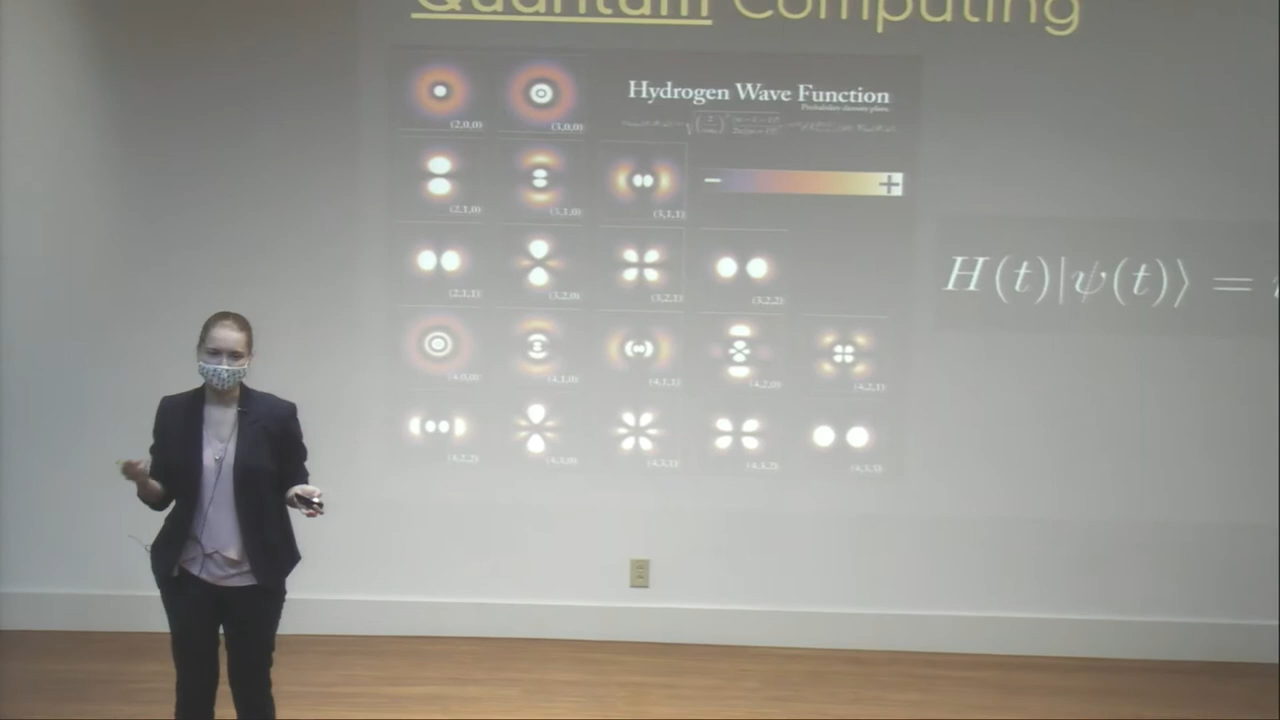 Quantum Computing
Hydrogen Wave Function
Probability density plots.
− +
(2,0,0) (3,0,0)
(2,1,0) (3,1,0) (3,1,1)
(2,1,1) (3,2,0) (3,2,1) (3,2,2)
(4,0,0) (4,1,0) (4,1,1) (4,2,0) (4,2,1)
(4,2,2) (4,3,0) (4,3,1) (4,3,2) (4,3,3)
H(t)|ψ(t)⟩ =